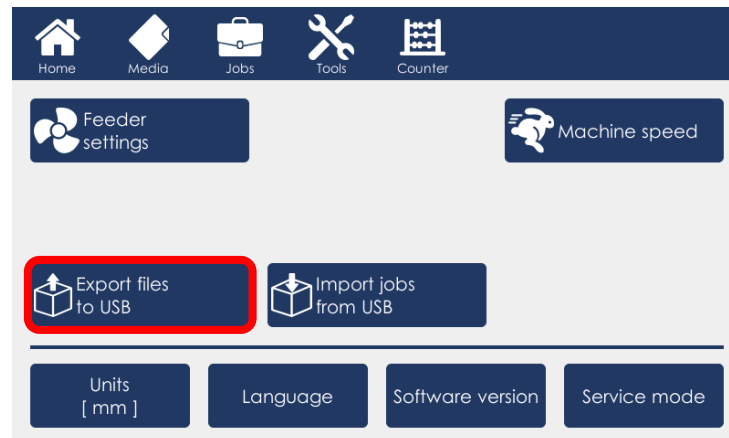 Home Media Jobs Tools Counter
Feeder
settings
Machine speed
Export files
to USB
Import jobs
from USB
Units
[ mm ]
Language
Software version
Service mode